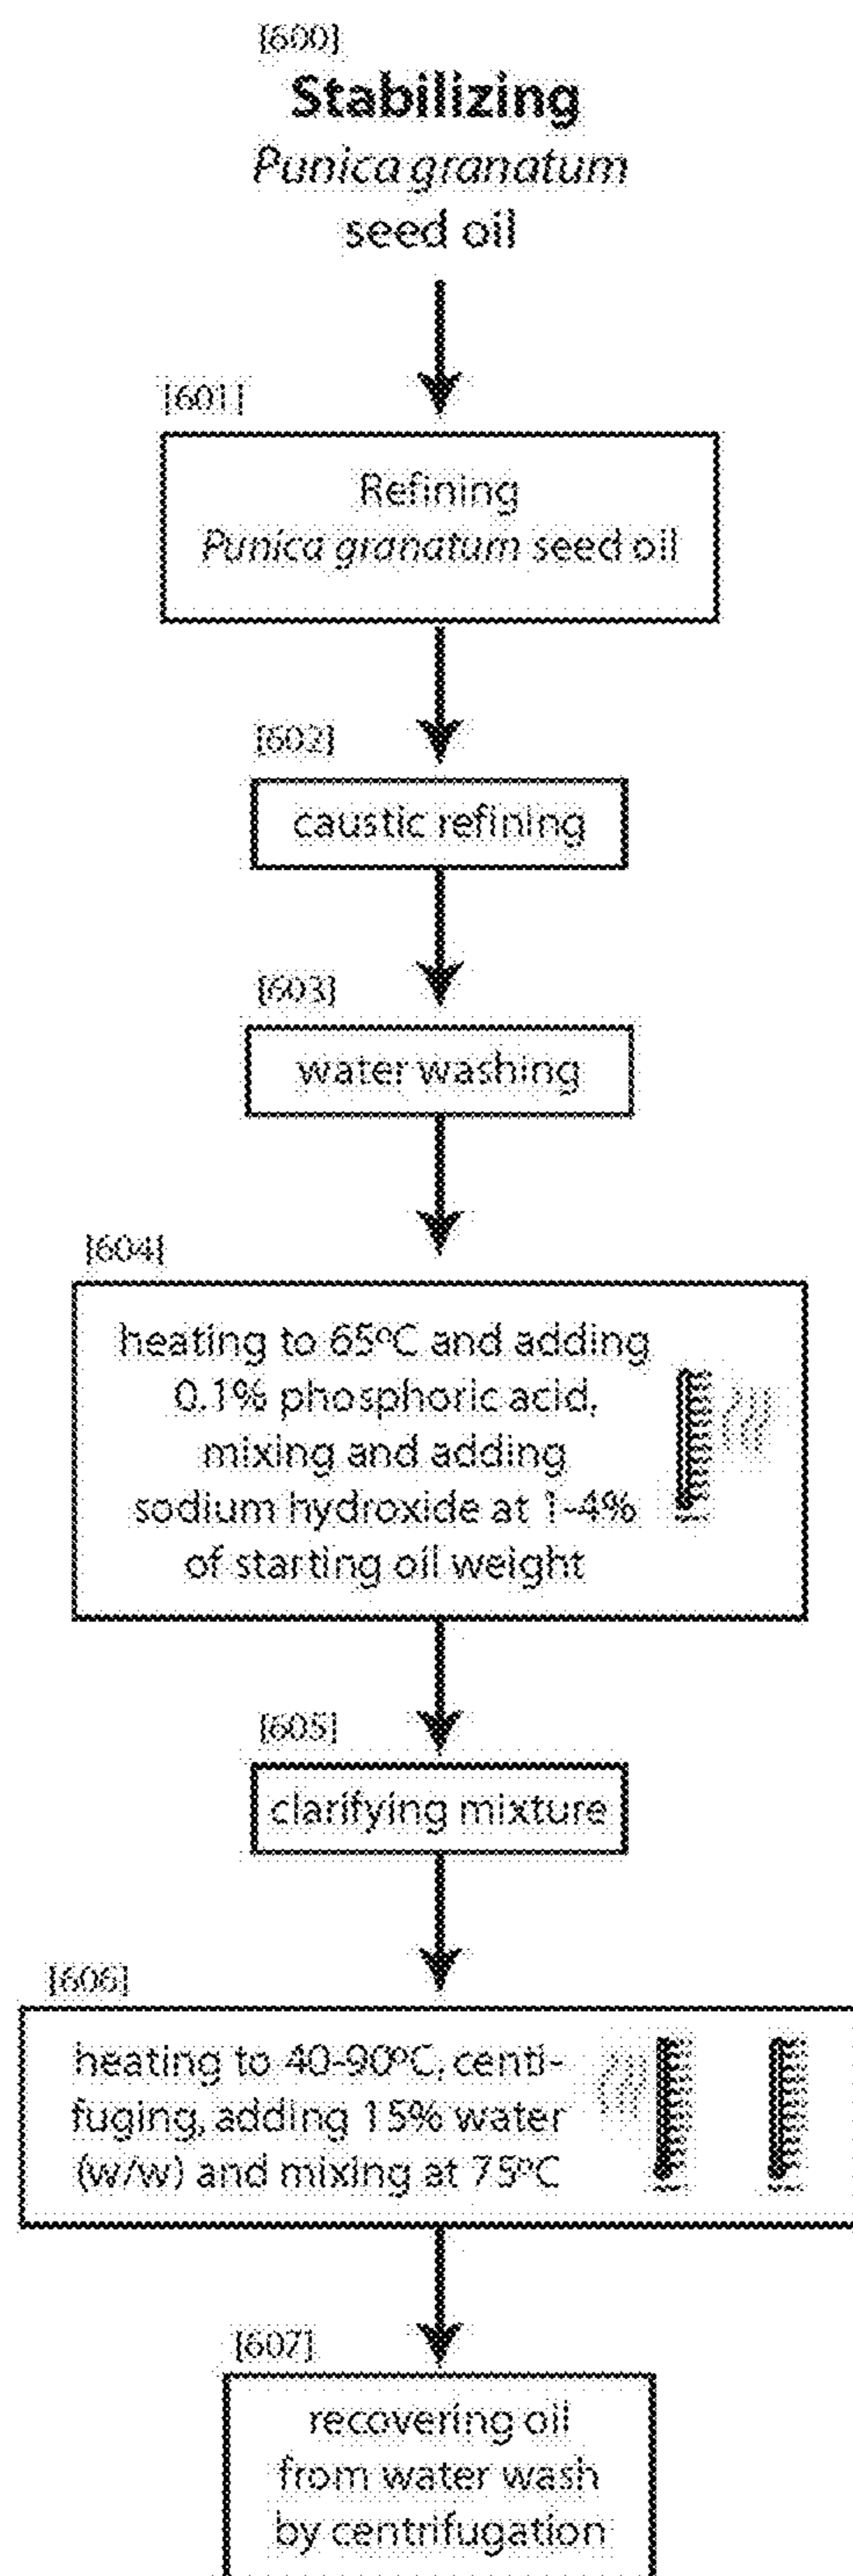 [600]
Stabilizing
Punica granatum
seed oil
[601]
Refining
Punica granatum seed oil
[602]
caustic refining
[603]
water washing
[604]
heating to 65ºC and adding
0.1% phosphoric acid,
mixing and adding
sodium hydroxide at 1-4%
of starting oil weight
[605]
clarifying mixture
[606]
heating to 40-90ºC, centi-
fuging, adding 15% water
(w/w) and mixing at 75ºC
[607]
recovering oil
from water wash
by centrifugation